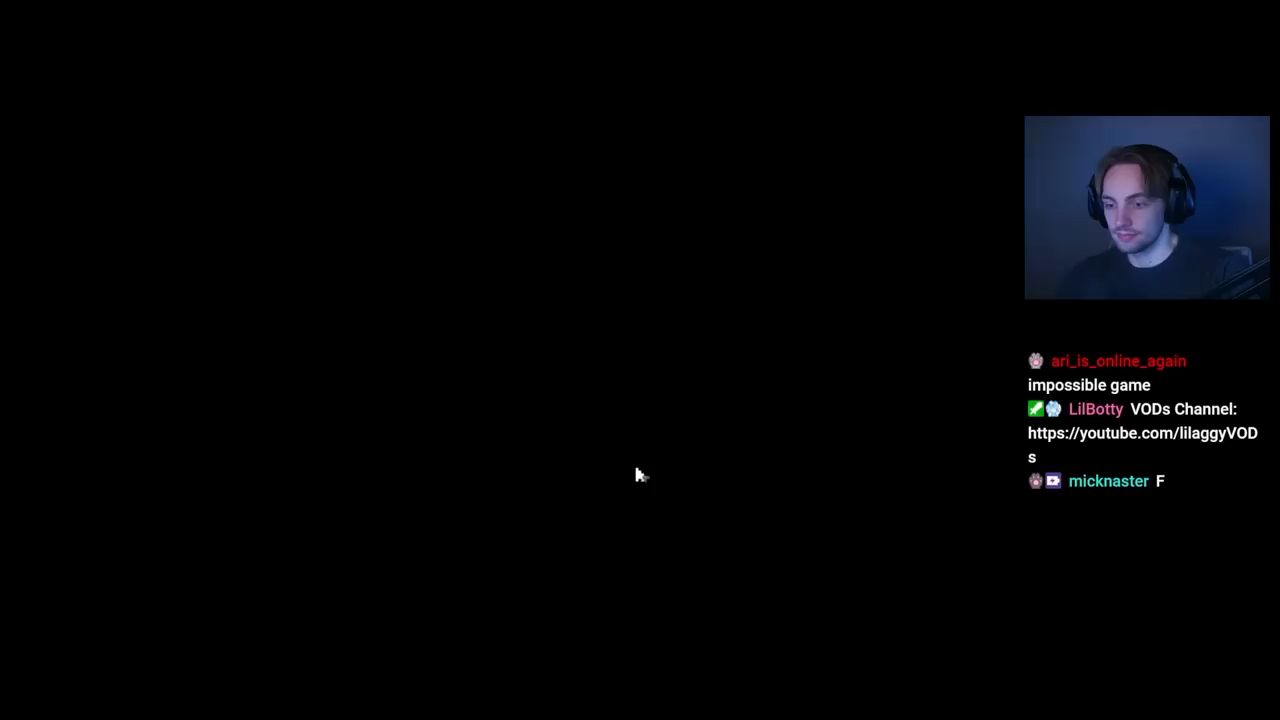 ari_is_online_again
impossible game
LilBotty VODs Channel:
https://youtube.com/lilaggyVOD
s
micknaster F